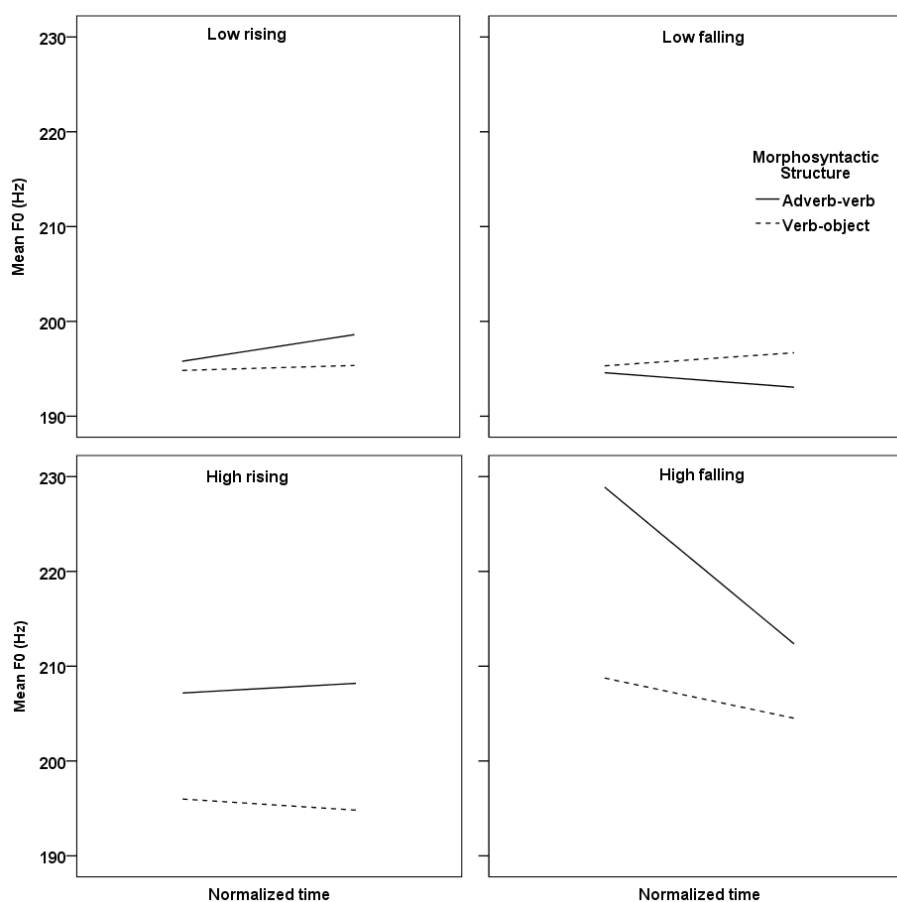 Low rising
Low falling
230
220
210
200
190
Mean F0 (Hz)
Morphosyntactic
Structure
Adverb-verb
Verb-object
High rising
High falling
230
220
210
200
190
Mean F0 (Hz)
Normalized time
Normalized time